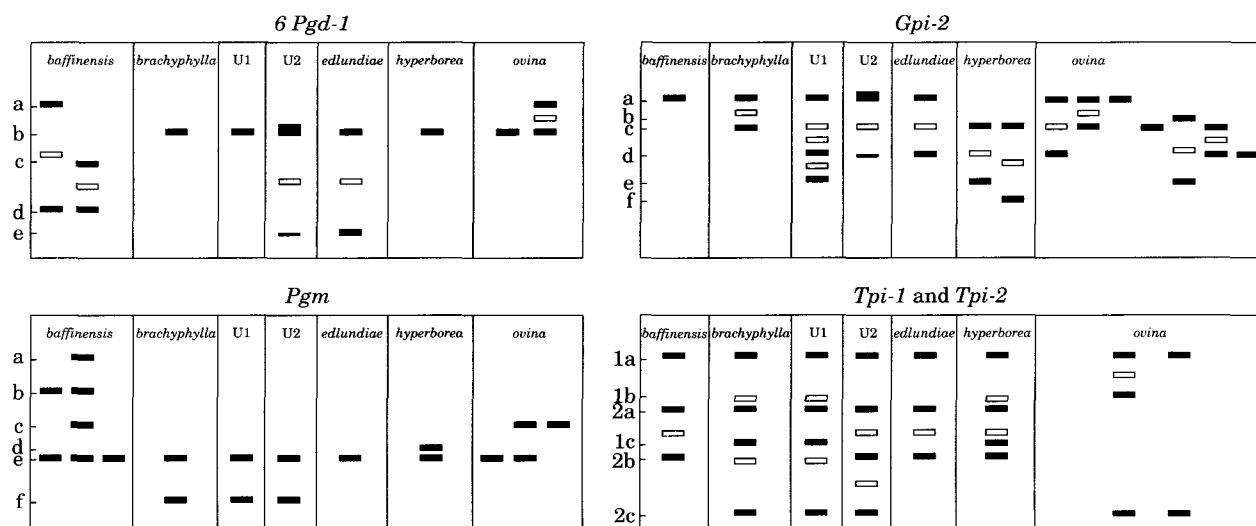 6 Pgd-1
baffinensis brachyphylla U1 U2 edlundiae hyperborea ovina
a
b
c
d
e
Gpi-2
baffinensis brachyphylla U1 U2 edlundiae hyperborea ovina
a
b
c
d
e
f
Pgm
baffinensis brachyphylla U1 U2 edlundiae hyperborea ovina
a
b
c
d
e
f
Tpi-1 and Tpi-2
baffinensis brachyphylla U1 U2 edlundiae hyperborea ovina
1a
1b
2a
1c
2b
2c